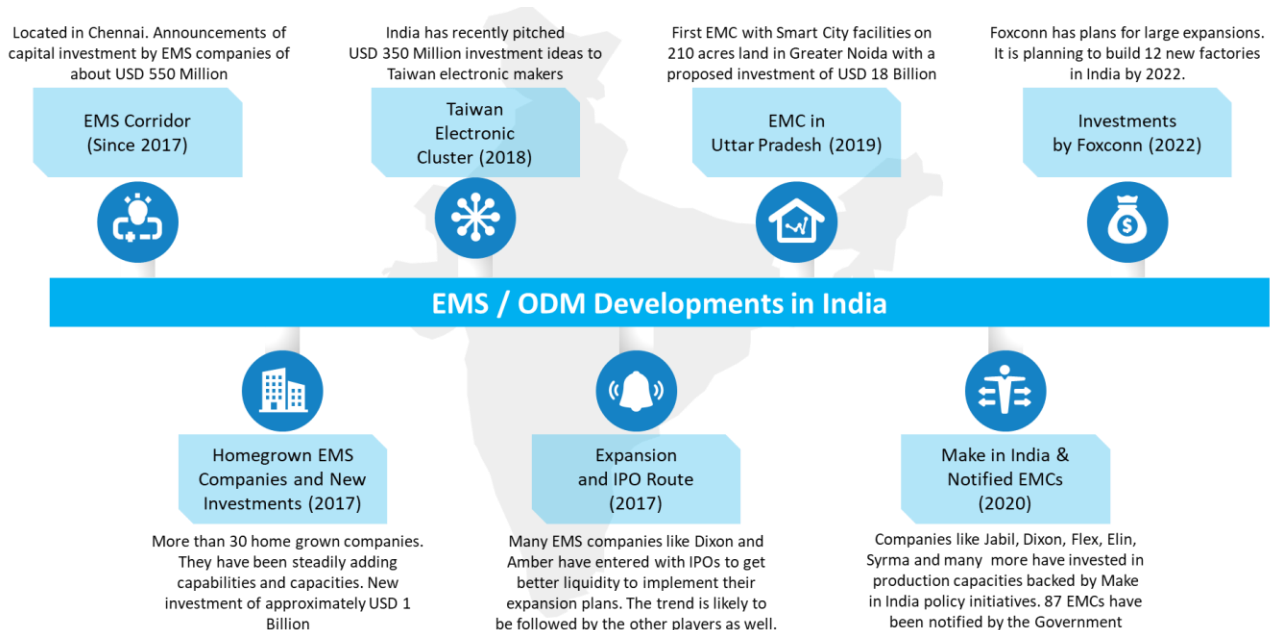 Located in Chennai. Announcements of
capital investment by EMS companies of
about USD 550 Million
EMS Corridor
(Since 2017)
India has recently pitched
USD 350 Million investment ideas to
Taiwan electronic makers
Taiwan
Electronic
Cluster (2018)
First EMC with Smart City facilities on
210 acres land in Greater Noida with a
proposed investment of USD 18 Billion
EMC in
Uttar Pradesh (2019)
Foxconn has plans for large expansions.
It is planning to build 12 new factories
in India by 2022.
Investments
by Foxconn (2022)
EMS / ODM Developments in India
Homegrown EMS
Companies and New
Investments (2017)
More than 30 home grown companies.
They have been steadily adding
capabilities and capacities. New
investment of approximately USD 1
Billion
Expansion
and IPO Route
(2017)
Many EMS companies like Dixon and
Amber have entered with IPOs to get
better liquidity to implement their
expansion plans. The trend is likely to
be followed by the other players as well.
Make in India &
Notified EMCs
(2020)
Companies like Jabil, Dixon, Flex, Elin,
Syrma and many more have invested in
production capacities backed by Make
in India policy initiatives. 87 EMCs have
been notified by the Government